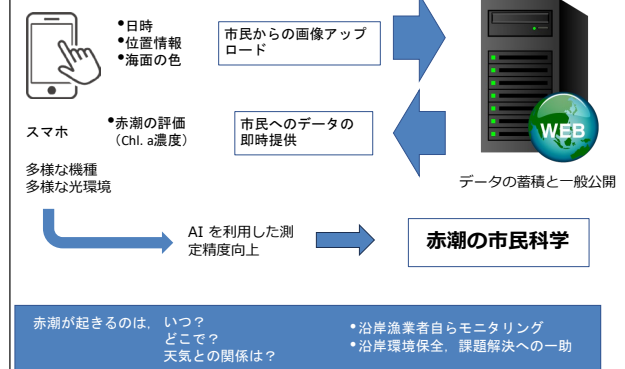 •日時
•位置情報
•海面の色
市民からの画像アップ
ロード
スマホ
•赤潮の評価
（Chl. a濃度）
市民へのデータの
即時提供
WEB
多様な機種
多様な光環境
データの蓄積と一般公開
AI を利用した測
定精度向上
赤潮の市民科学
赤潮が起きるのは， いつ？
どこで？
天気との関係は？
•沿岸漁業者自らモニタリング
•沿岸環境保全，課題解決への一助